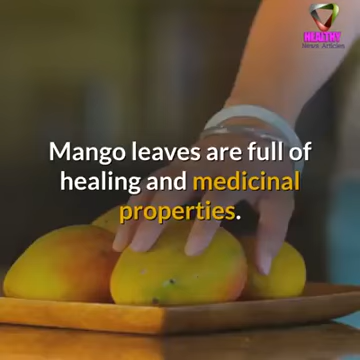 HEALTHY
News Articles
Mango leaves are full of
healing and medicinal
properties.